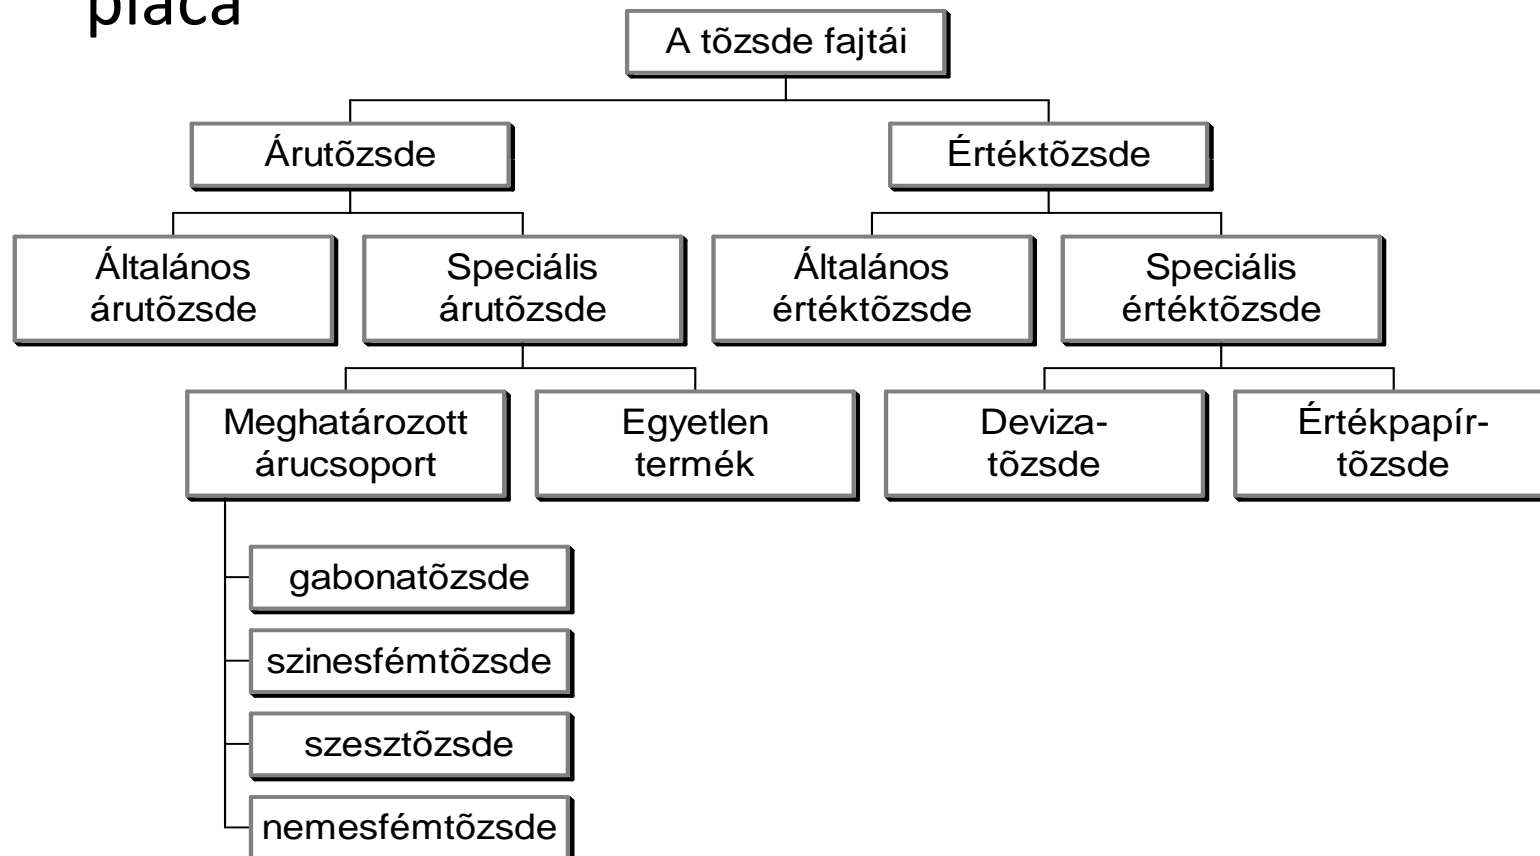 piaca
A tõzsde fajtái
Árutõzsde
Értéktõzsde
Általános
árutõzsde
Speciális
árutõzsde
Általános
értéktõzsde
Speciális
értéktõzsde
Meghatározott
árucsoport
Egyetlen
termék
Deviza-
tõzsde
Értékpapír-
tõzsde
gabonatõzsde
szinesfémtõzsde
szesztõzsde
nemesfémtõzsde